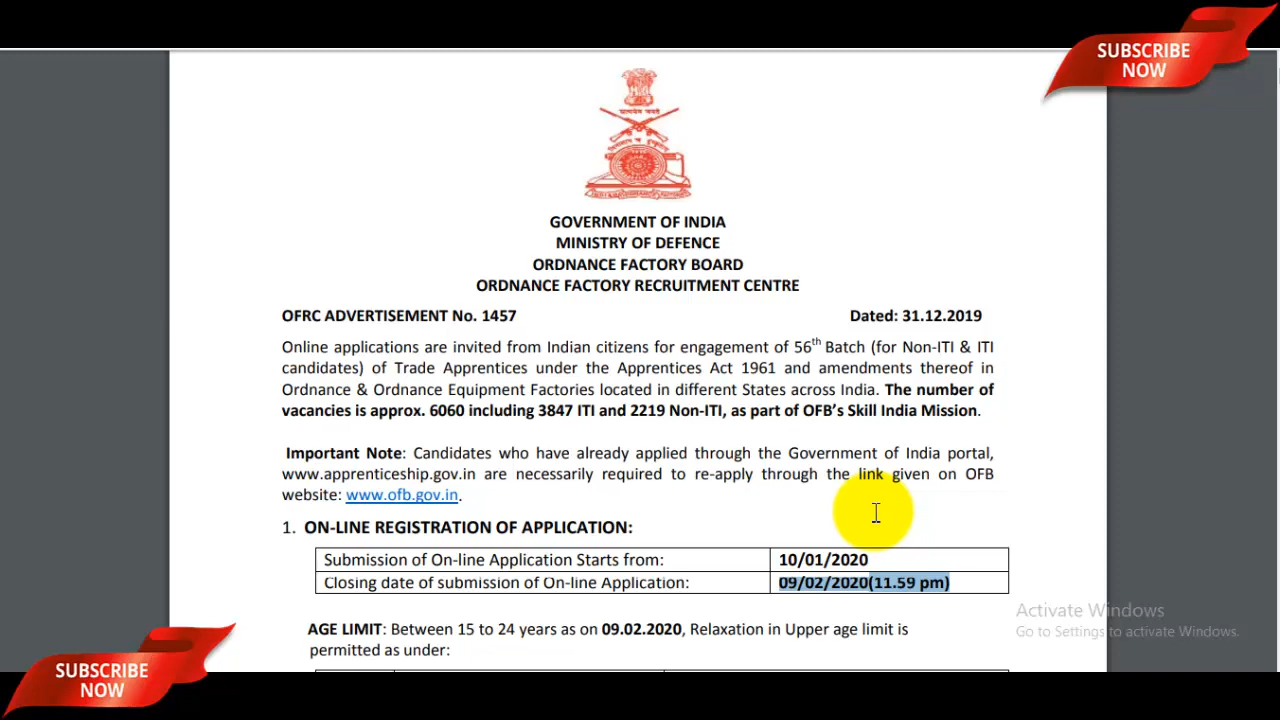 SUBSCRIBE
NOW
GOVERNMENT OF INDIA
MINISTRY OF DEFENCE
ORDNANCE FACTORY BOARD
ORDNANCE FACTORY RECRUITMENT CENTRE
OFRC ADVERTISEMENT No. 1457 Dated: 31.12.2019
Online applications are invited from Indian citizens for engagement of 56th Batch (for Non-ITI & ITI
candidates) of Trade Apprentices under the Apprentices Act 1961 and amendments thereof in
Ordnance & Ordnance Equipment Factories located in different States across India. The number of
vacancies is approx. 6060 including 3847 ITI and 2219 Non-ITI, as part of OFB's Skill India Mission.
Important Note: Candidates who have already applied through the Government of India portal,
www.apprenticeship.gov.in are necessarily required to re-apply through the link given on OFB
website: www.ofb.gov.in.
1. ON-LINE REGISTRATION OF APPLICATION:
Submission of On-line Application Starts from: 10/01/2020
Closing date of submission of On-line Application: 09/02/2020(11.59 pm)
Activate Windows
Go to Settings to activate Windows.
AGE LIMIT: Between 15 to 24 years as on 09.02.2020, Relaxation in Upper age limit is
permitted as under:
SUBSCRIBE
NOW